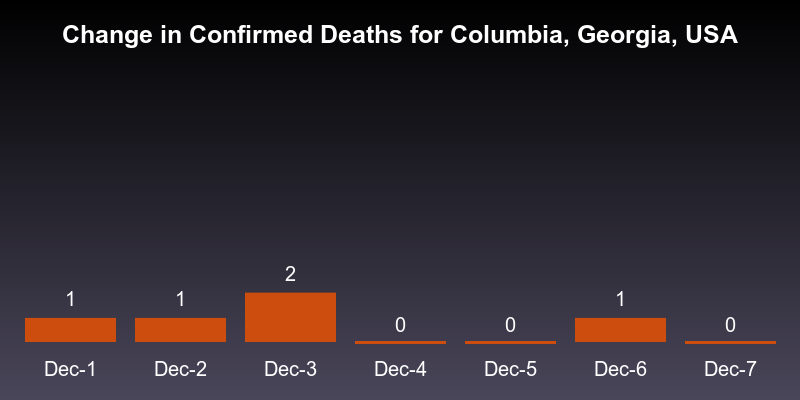 Change in Confirmed Deaths for Columbia, Georgia, USA
1 1 2 0 0 1 0
Dec-1 Dec-2 Dec-3 Dec-4 Dec-5 Dec-6 Dec-7